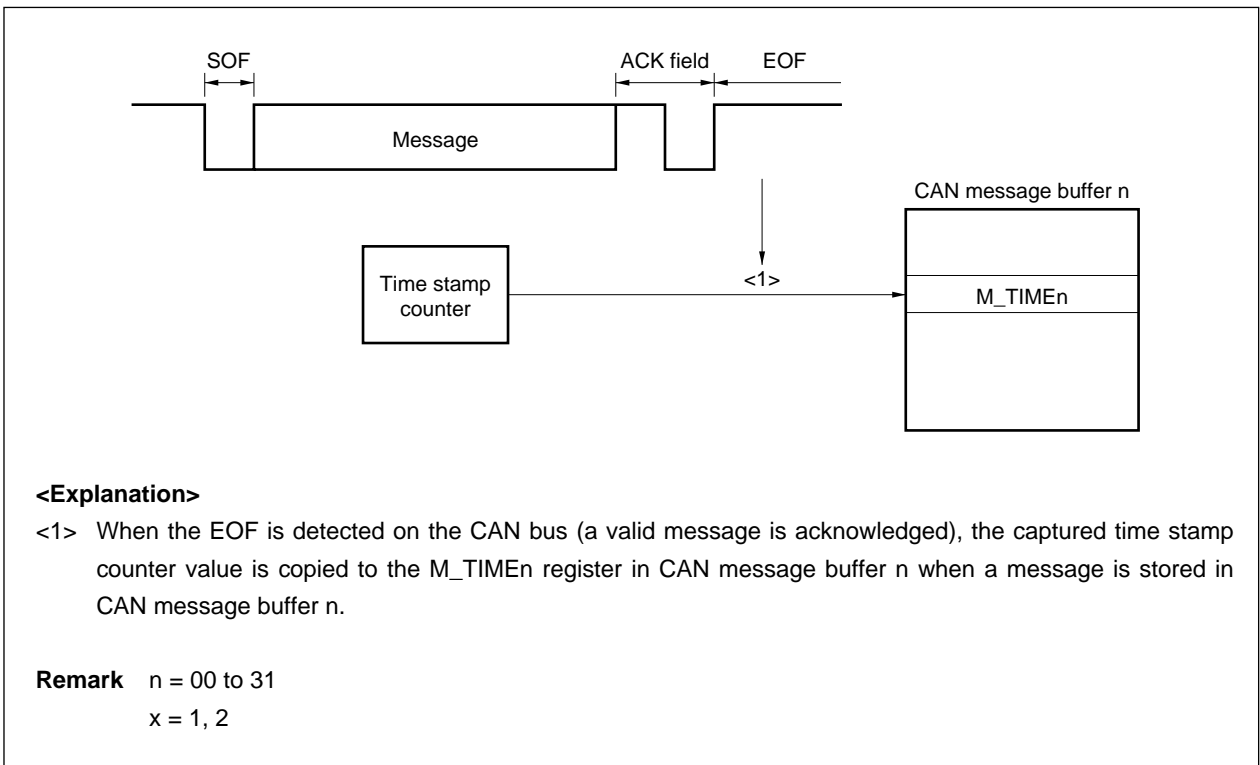 SOF
ACK field
EOF
Message
CAN message buffer n
Time stamp
counter
<1>
M_TIMEn
<Explanation>
<1> When the EOF is detected on the CAN bus (a valid message is acknowledged), the captured time stamp
counter value is copied to the M_TIMEn register in CAN message buffer n when a message is stored in
CAN message buffer n.
Remark n = 00 to 31
x = 1, 2